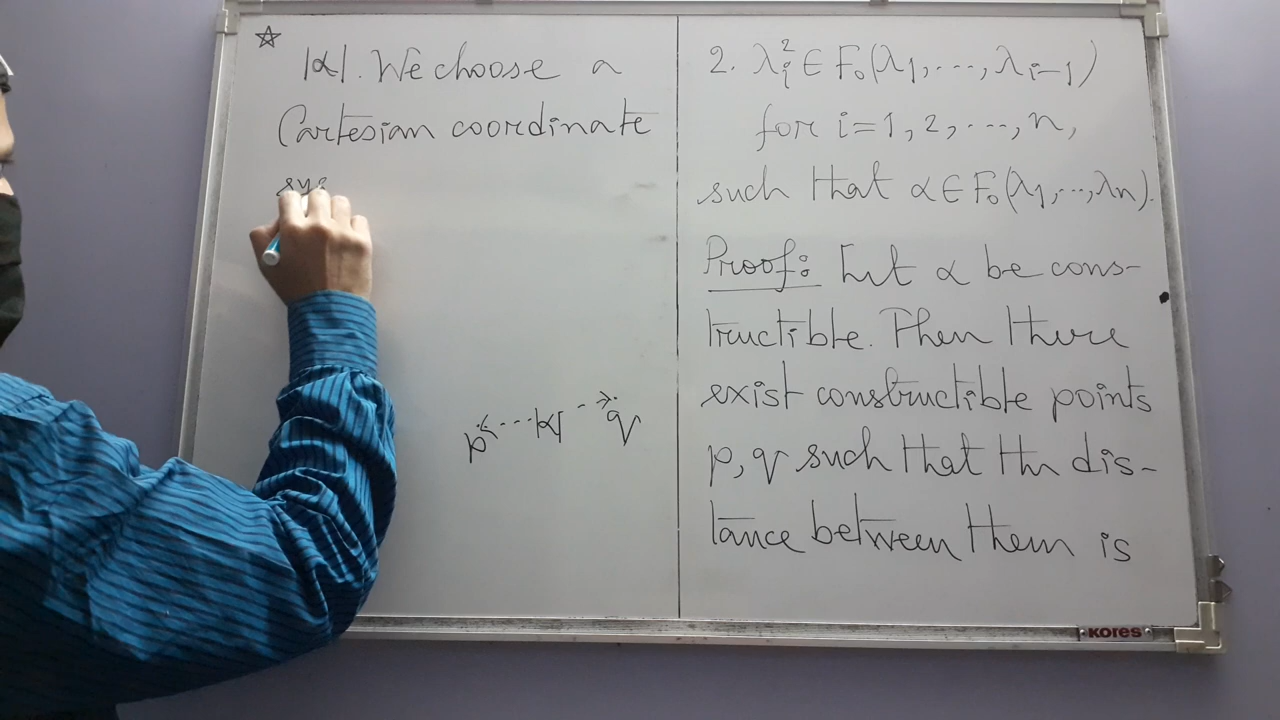 |α|. We choose a
Cartesian coordinate
sys
p <---|α|--> q
2. λᵢ² ∈ F₀(λ₁,...,λᵢ₋₁)
for i=1,2,...,n,
such that α∈F₀(λ₁,...,λn).
Proof: Let α be cons-
tructible. Then there
exist constructible points
p, q such that the dis-
tance between them is
KORES